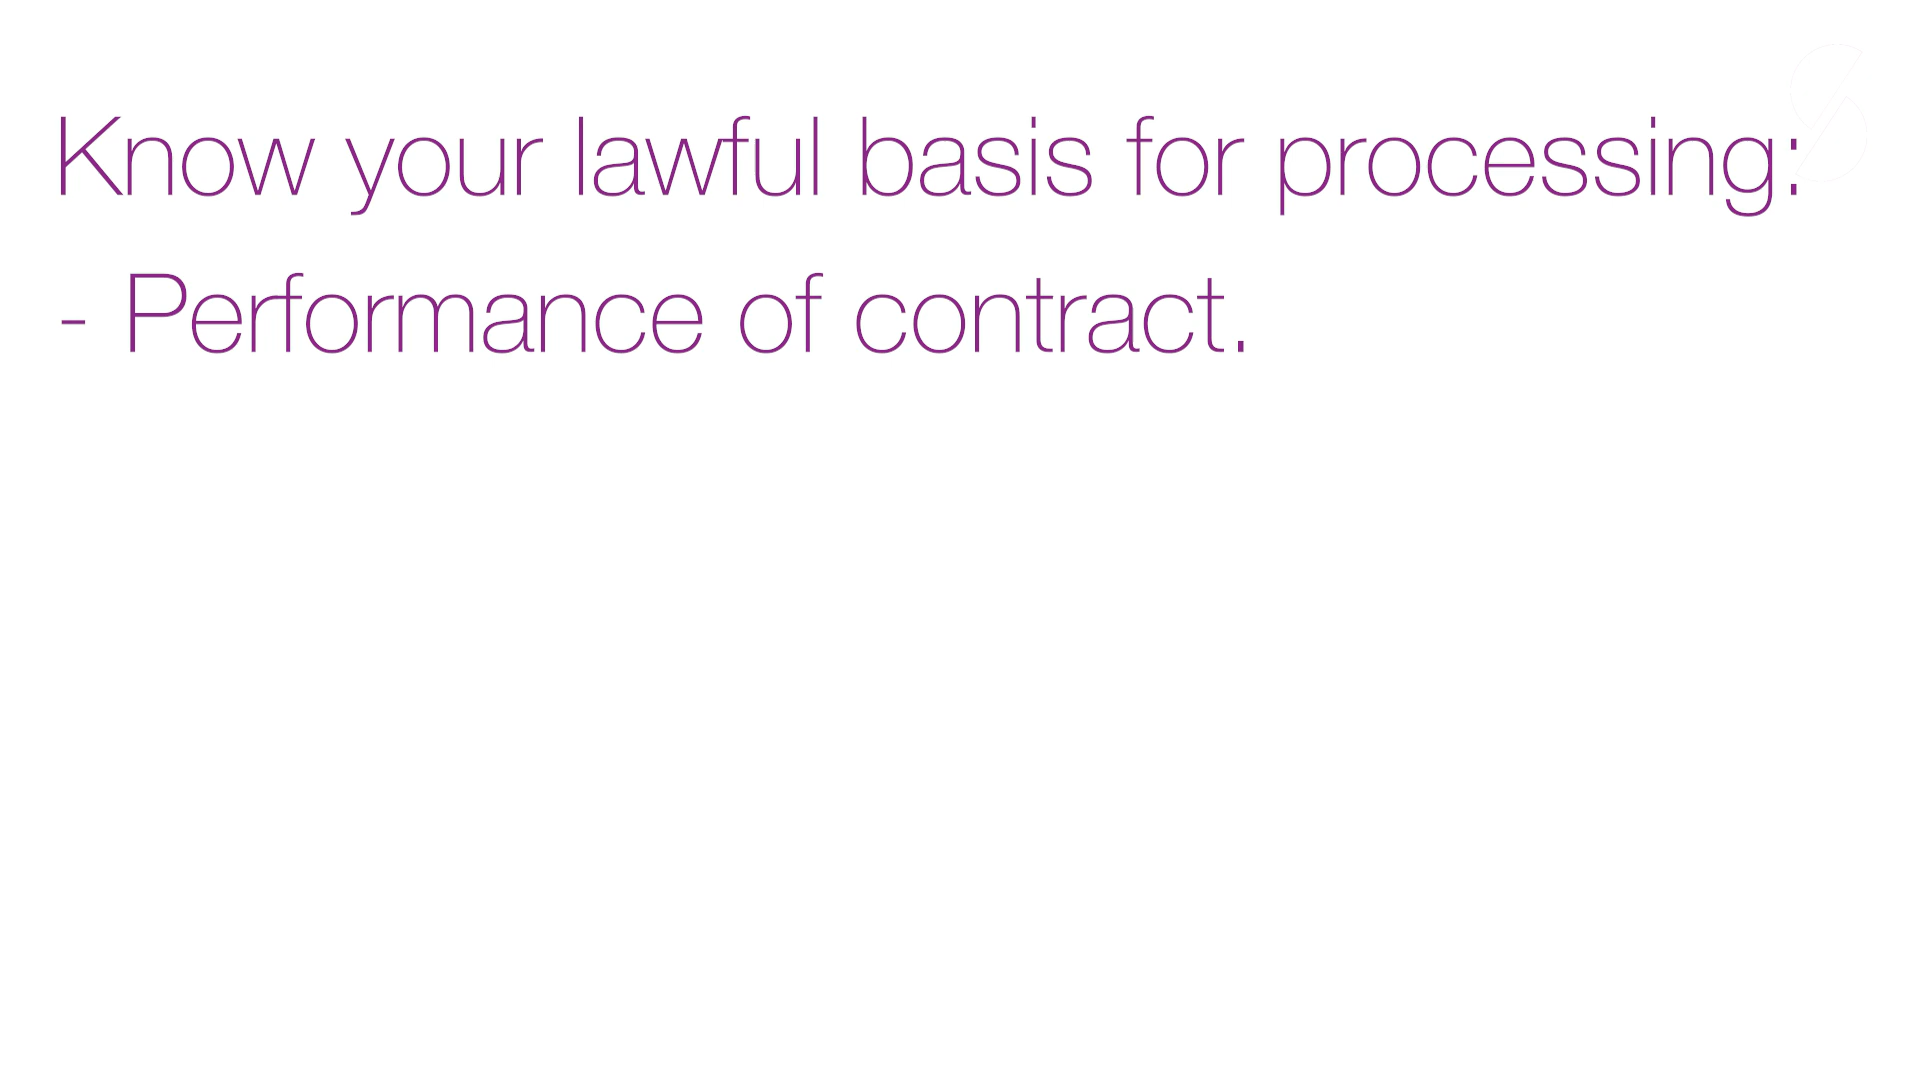 Know your lawful basis for processing:
- Performance of contract.